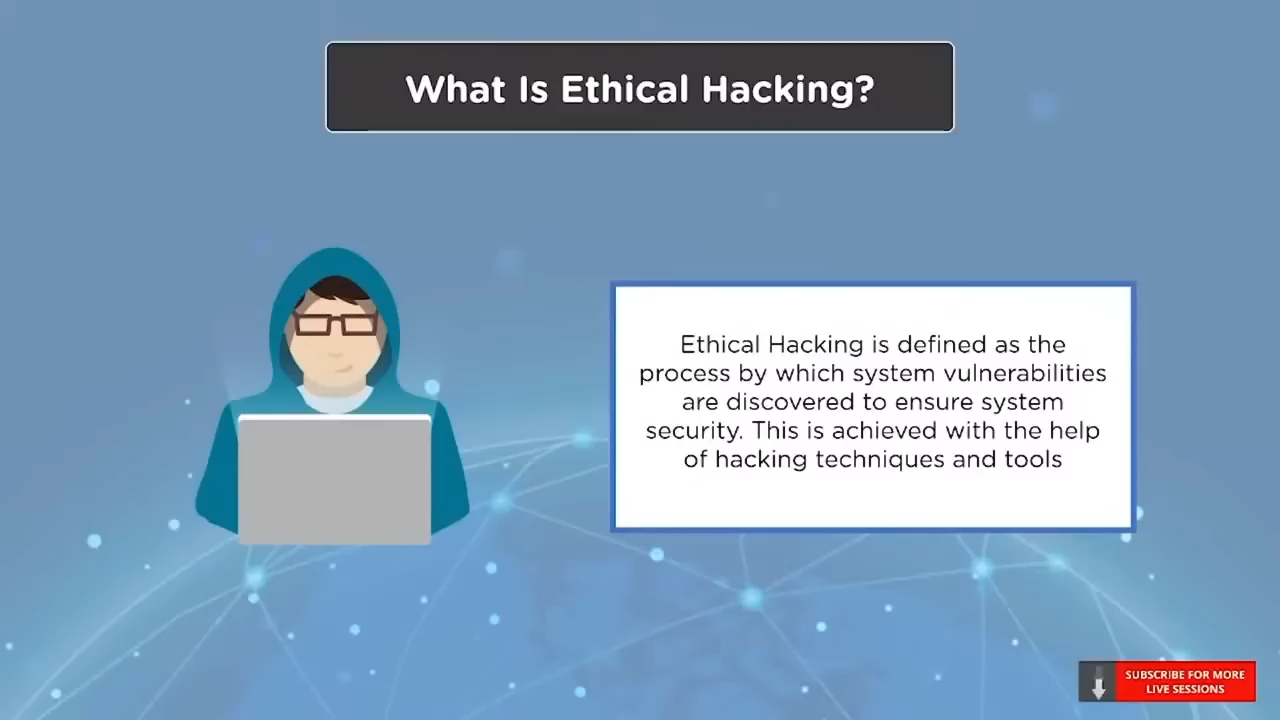 What Is Ethical Hacking?
Ethical Hacking is defined as the
process by which system vulnerabilities
are discovered to ensure system
security. This is achieved with the help
of hacking techniques and tools
SUBSCRIBE FOR MORE
LIVE SESSIONS